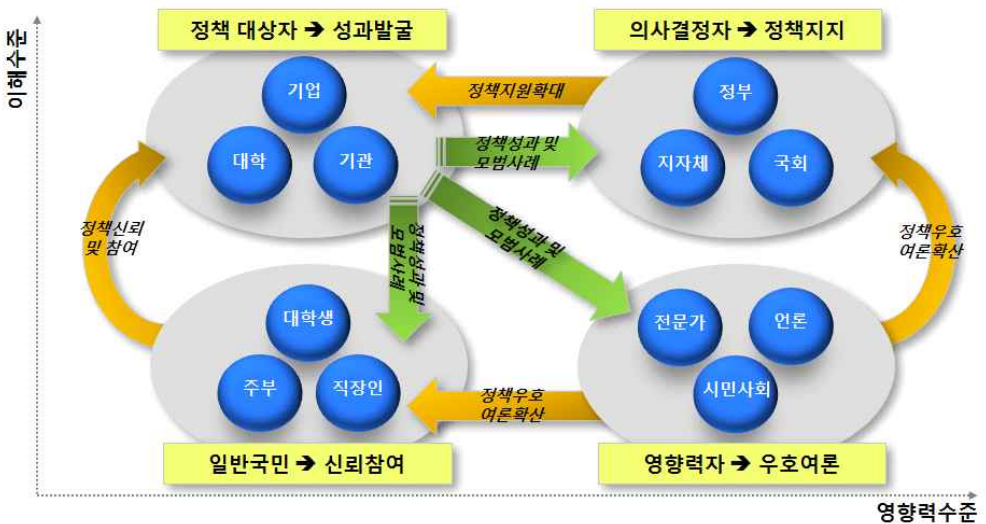 이해수준
정책 대상자 ➔ 성과발굴
의사결정자 ➔ 정책지지
기업
대학
기관
정책지원확대
정책성과 및
모범사례
정부
지자체
국회
정책신뢰
및 참여
정책성과 및
모범사례
정책성과 및
모범사례
정책우호
여론확산
대학생
주부
직장인
정책우호
여론확산
전문가
언론
시민사회
일반국민 ➔ 신뢰참여
영향력자 ➔ 우호여론
영향력수준